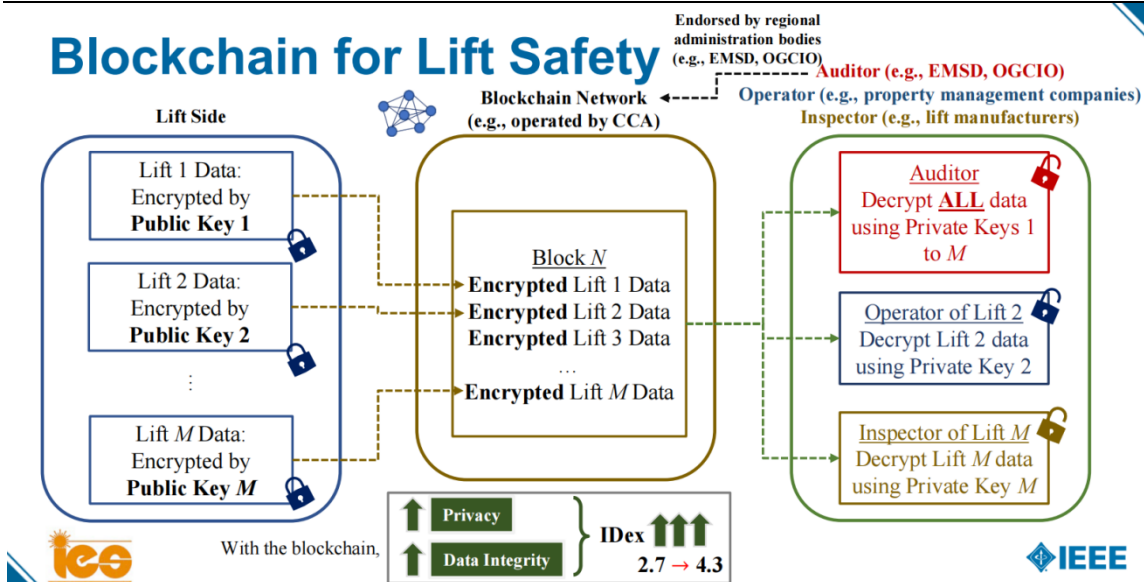 Blockchain for Lift Safety
Endorsed by regional
administration bodies
(e.g., EMSD, OGCIO)
Auditor (e.g., EMSD, OGCIO)
Operator (e.g., property management companies)
Inspector (e.g., lift manufacturers)
Blockchain Network
(e.g., operated by CCA)
Lift Side
Lift 1 Data:
Encrypted by
Public Key 1
Lift 2 Data:
Encrypted by
Public Key 2
⋮
Lift M Data:
Encrypted by
Public Key M
Block N
Encrypted Lift 1 Data
Encrypted Lift 2 Data
Encrypted Lift 3 Data
...
Encrypted Lift M Data
Auditor
Decrypt ALL data
using Private Keys 1
to M
Operator of Lift 2
Decrypt Lift 2 data
using Private Key 2
Inspector of Lift M
Decrypt Lift M data
using Private Key M
With the blockchain,
Privacy
Data Integrity
IDex
2.7 → 4.3
ies
IEEE